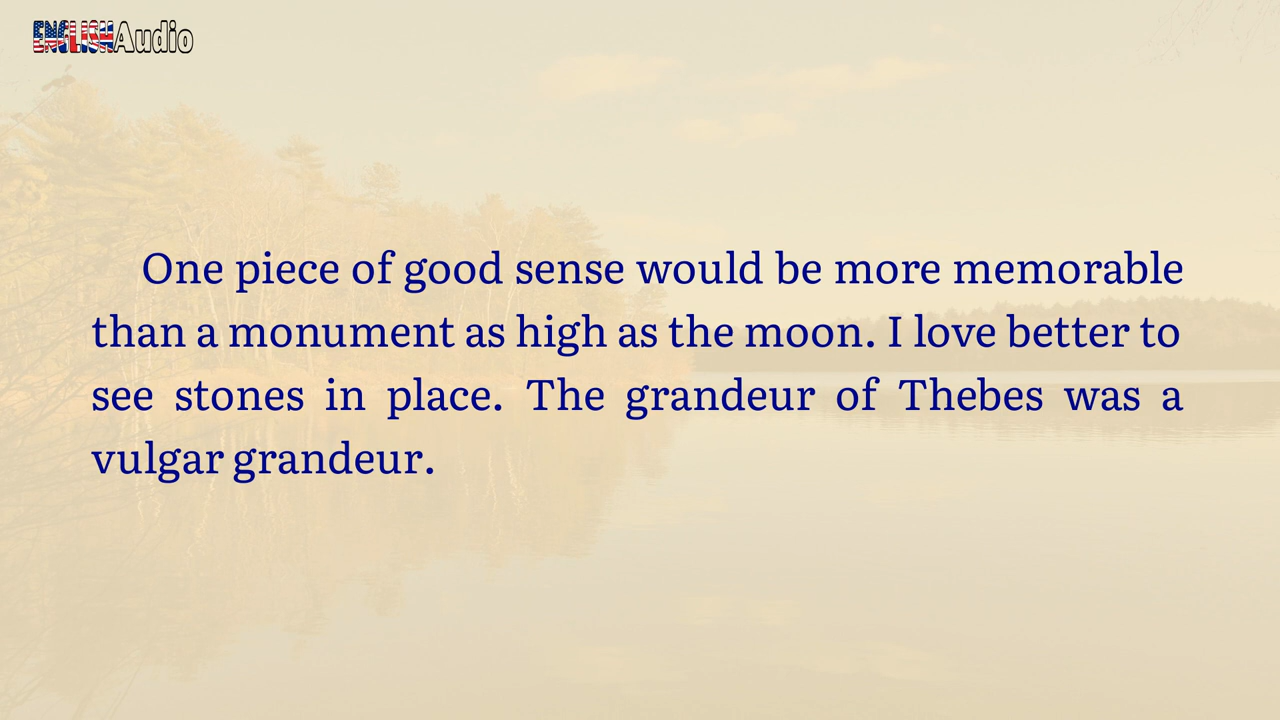 ENGLISHAudio
One piece of good sense would be more memorable
than a monument as high as the moon. I love better to
see stones in place. The grandeur of Thebes was a
vulgar grandeur.